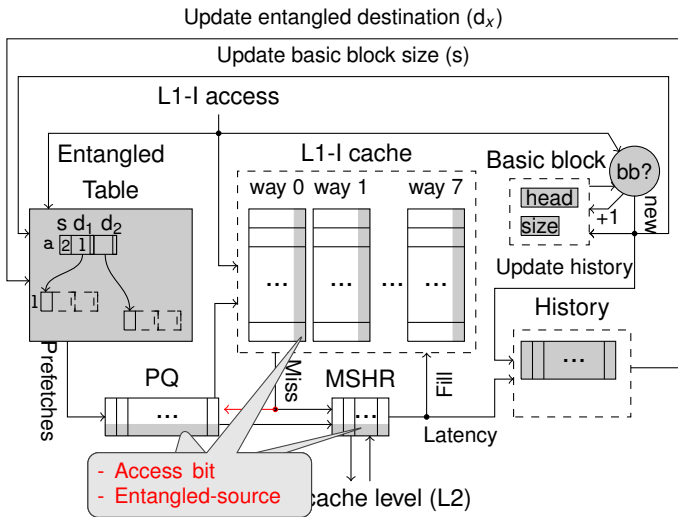 Update entangled destination (dₓ)
Update basic block size (s)
L1-I access
Entangled
Table
L1-I cache
Basic block
bb?
way 0 way 1 way 7
head
size
+1
new
s d₁ d₂
a 2 l
l
... ... ... ...
Update history
History
...
Prefetches
PQ
...
Miss
MSHR
...
Fill
Latency
- Access bit
- Entangled-source
cache level (L2)